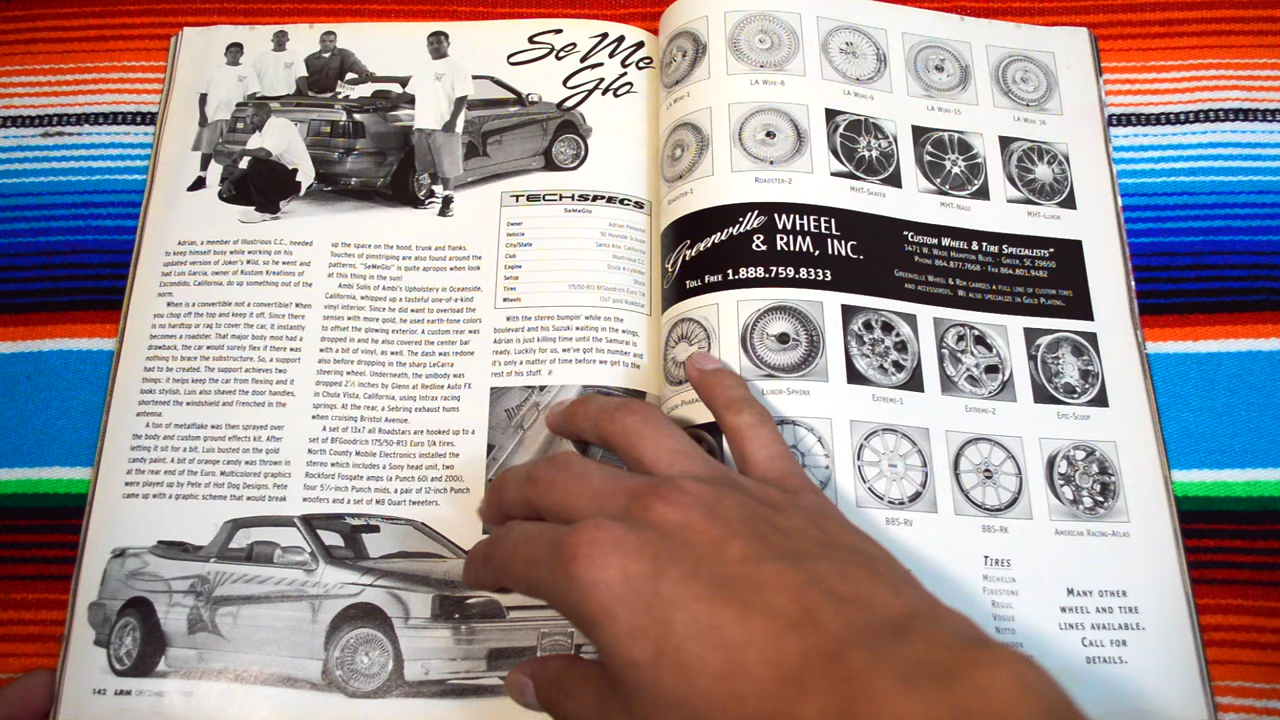 SeMe
Glo
TECHSPECS
SeMeGlo
Owner Adrian Pimentel
Vehicle '92 Hyundai Scoupe
City/State Santa Ana, California
Club Illustrious C.C.
Engine Stock 4-cylinder
Setup Stock
Tires 175/50-R13 BFGoodrich Euro T/A
Wheels 13x7 gold Roadstar
Adrian, a member of Illustrious C.C., needed
to keep himself busy while working on his
updated version of Joker's Wild, so he went and
had Luis Garcia, owner of Kustom Kreations of
Escondido, California, do up something out of the
norm.
When is a convertible not a convertible? When
you chop off the top and keep it off. Since there
is no hardtop or rag to cover the car, it instantly
becomes a roadster. That major body mod had a
drawback, the car would surely flex if there was
nothing to brace the substructure. So, a support
had to be created. The support achieves two
things: it helps keep the car from flexing and it
looks stylish. Luis also shaved the door handles,
shortened the windshield and Frenched in the
antenna.
A ton of metalflake was then sprayed over
the body and custom ground effects kit. After
letting it sit for a bit, Luis busted on the gold
candy paint. A bit of orange candy was thrown in
at the rear end of the Euro. Multicolored graphics
were played up by Pete of Hot Dog Designs. Pete
came up with a graphic scheme that would break
up the space on the hood, trunk and flanks.
Touches of pinstriping are also found around the
patterns. "SeMeGlo" is quite apropos when look
at this thing in the sun!
Ambi Solis of Ambi's Upholstery in Oceanside,
California, whipped up a tasteful one-of-a-kind
vinyl interior. Since he did want to overload the
senses with more gold, he used earth-tone colors
to offset the glowing exterior. A custom rear was
dropped in and he also covered the center bar
with a bit of vinyl, as well. The dash was redone
also before dropping in the sharp LeCarra
steering wheel. Underneath, the unibody was
dropped 2½ inches by Glenn at Redline Auto FX
in Chula Vista, California, using Intrax racing
springs. At the rear, a Sebring exhaust hums
when cruising Bristol Avenue.
A set of 13x7 all Roadstars are hooked up to a
set of BFGoodrich 175/50-R13 Euro T/A tires.
North County Mobile Electronics installed the
stereo which includes a Sony head unit, two
Rockford Fosgate amps (a Punch 60i and 200i),
four 5¼-inch Punch mids, a pair of 12-inch Punch
woofers and a set of MB Quart tweeters.
With the stereo bumpin' while on the
boulevard and his Suzuki waiting in the wings,
Adrian is just killing time until the Samurai is
ready. Luckily for us, we've got his number and
it's only a matter of time before we get to the
rest of his stuff.
142 LRM DECEMBER
LA Wire-1
LA Wire-8
LA Wire-9
LA Wire-15
LA Wire 16
Roadster-1
Roadster-2
MHT-Skater
MHT-Nagz
MHT-Luxor
Greenville WHEEL
& RIM, INC.
Toll Free 1.888.759.8333
"Custom Wheel & Tire Specialists"
1471 W. Wade Hampton Blvd. - Greer, SC 29650
Phone 864.877.7668 - Fax 864.801.9482
Greenville Wheel & Rim carries a full line of custom tires
and accessories. We also specialize in Gold Plating.
Luxor-Sphinx
Extreme-1
Extreme-2
Epic-Scoop
BBS-RV
BBS-RK
American Racing-Atlas
Tires
Michelin
Firestone
Regul
Vogue
Nitto
Many other
wheel and tire
lines available.
Call for
details.